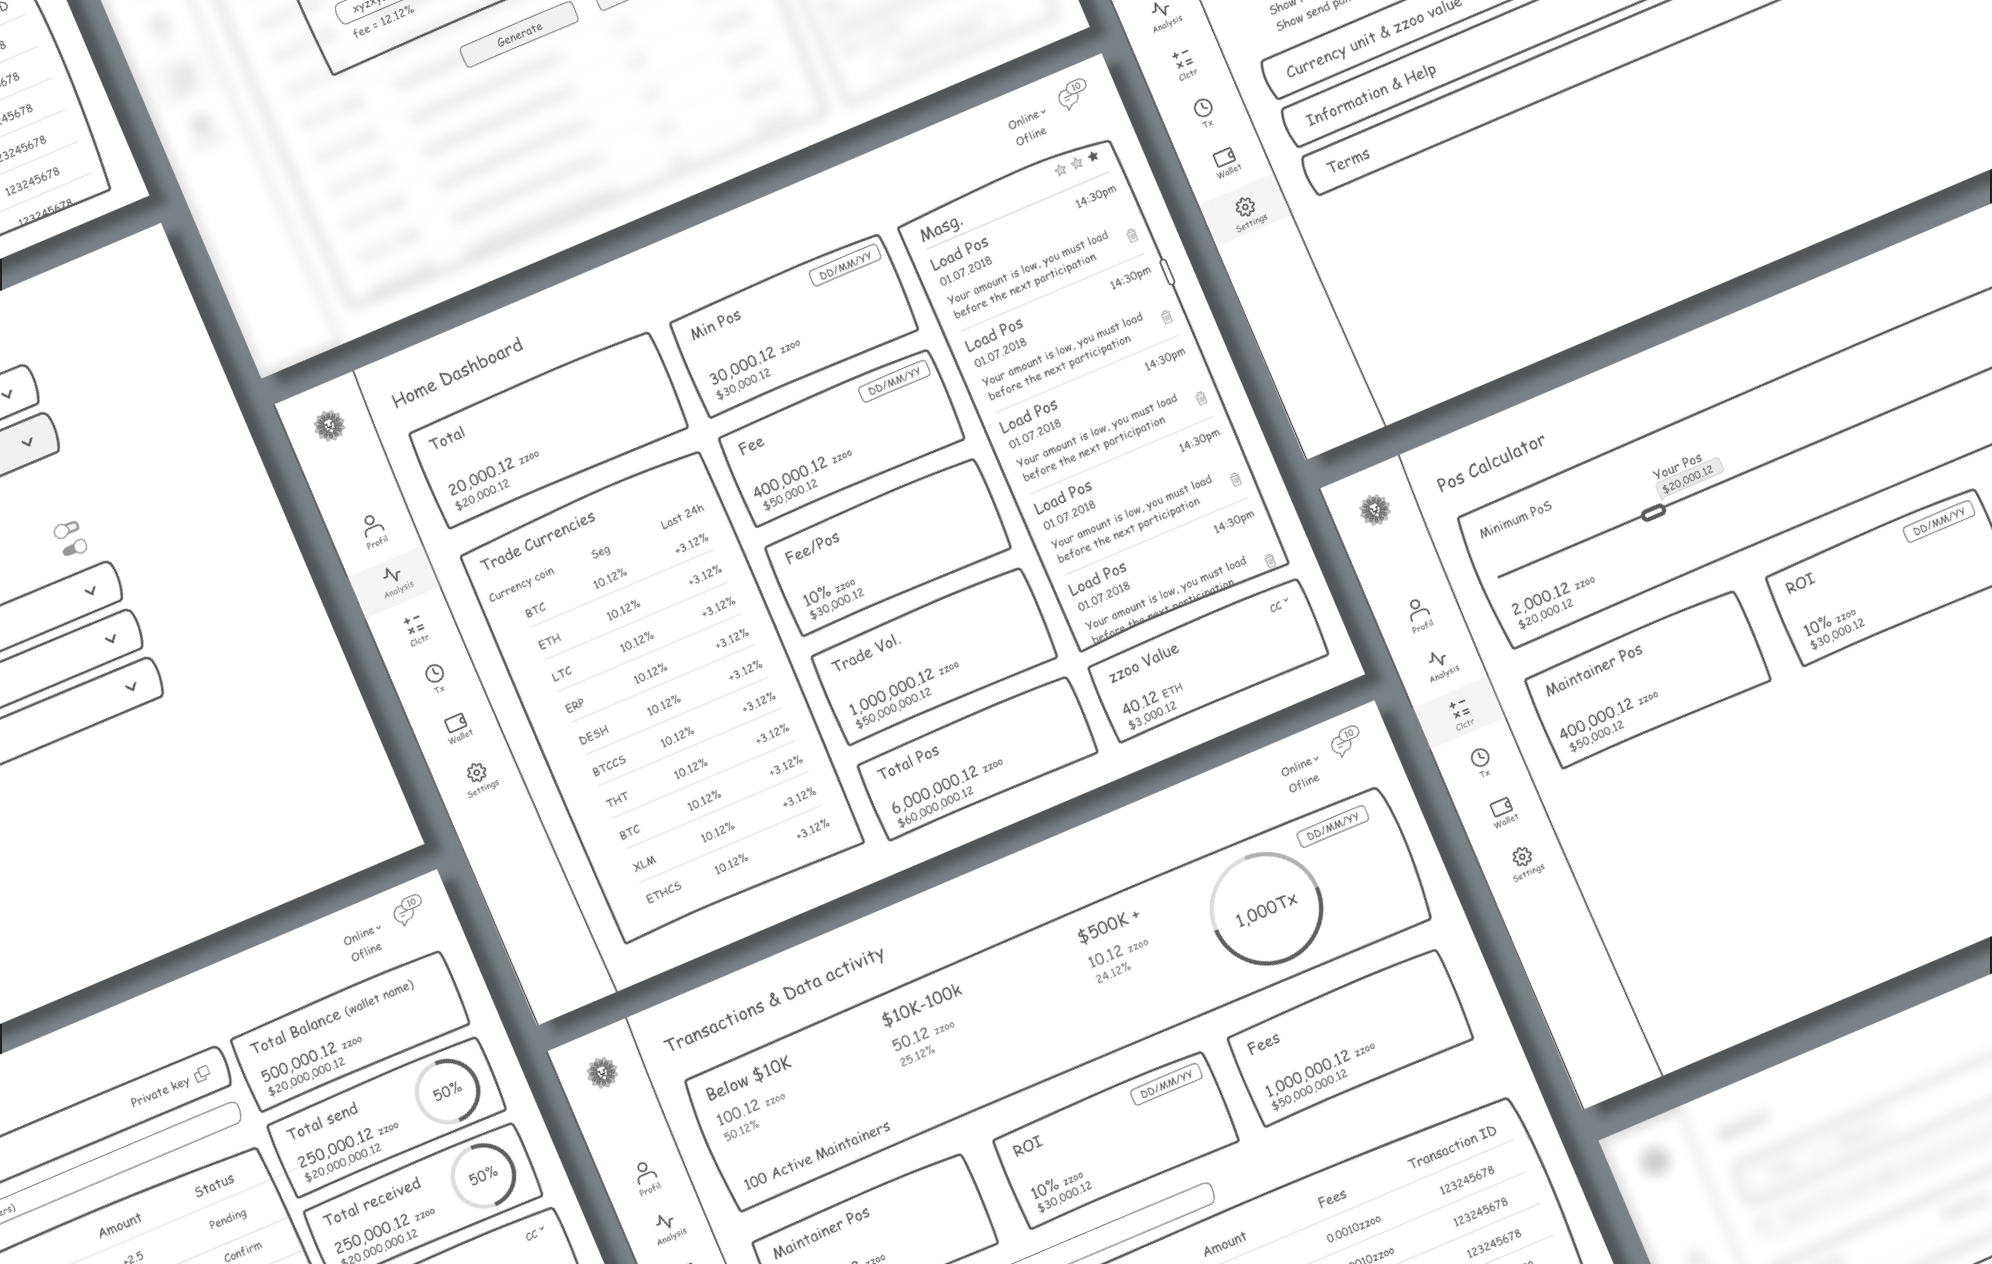 D
8
8
678
45678
23245678
123245678
123245678
fee = 12.12%
Generate
Analysis
Clctr
Tx
Wallet
Settings
Currency unit & zzoo value
Information & Help
Terms
Online
Ofline
10
Home Dashboard
Profil
Analysis
Clctr
Tx
Wallet
Settings
Total
20,000.12 zzoo
$20,000.12
Trade Currencies
Currency coin Seg Last 24h
BTC 10.12% +3.12%
ETH 10.12% +3.12%
LTC 10.12% +3.12%
ERP 10.12% +3.12%
DESH 10.12% +3.12%
BTCCS 10.12% +3.12%
THT 10.12% +3.12%
BTC 10.12% +3.12%
XLM 10.12% +3.12%
ETHCS 10.12% +3.12%
DD/MM/YY
Min Pos
30,000.12 zzoo
$30,000.12
DD/MM/YY
Fee
400,000.12 zzoo
$50,000.12
Fee/Pos
10% zzoo
$30,000.12
Trade Vol.
1,000,000.12 zzoo
$50,000,000.12
Total Pos
6,000,000.12 zzoo
$60,000,000.12
Masg.
Load Pos 14:30pm
01.07.2018
Your amount is low, you must load
before the next participation
Load Pos 14:30pm
01.07.2018
Your amount is low, you must load
before the next participation
Load Pos 14:30pm
01.07.2018
Your amount is low, you must load
before the next participation
Load Pos 14:30pm
01.07.2018
Your amount is low, you must load
before the next participation
Load Pos 14:30pm
01.07.2018
Your amount is low, you must load
before the next participation
zzoo Value CC
40.12 ETH
$3,000.12
Pos Calculator
Profil
Analysis
Clctr
Tx
Wallet
Settings
Minimum PoS
Your Pos
$20,000.12
2,000.12 zzoo
$20,000.12
Maintainer Pos
400,000.12 zzoo
$50,000.12
DD/MM/YY
ROI
10% zzoo
$30,000.12
Online
Ofline
10
Private key
Total Balance (wallet name)
500,000.12 zzoo
$20,000,000.12
Total send
250,000.12 zzoo
$20,000,000.12
50%
Total received
250,000.12 zzoo
$20,000,000.12
50%
CC
Amount Status
Pending
Confirm
Online
Ofline
10
Transactions & Data activity
Profil
Analysis
Below $10K
100.12 zzoo
50.12%
$10K-100k
50.12 zzoo
25.12%
$500K +
10.12 zzoo
24.12%
DD/MM/YY
1,000Tx
100 Active Maintainers
Maintainer Pos
DD/MM/YY
ROI
10% zzoo
$30,000.12
Fees
1,000,000.12 zzoo
$50,000,000.12
Amount Fees Transaction ID
0.0010zzoo 123245678
0010zzoo 123245678
123245678